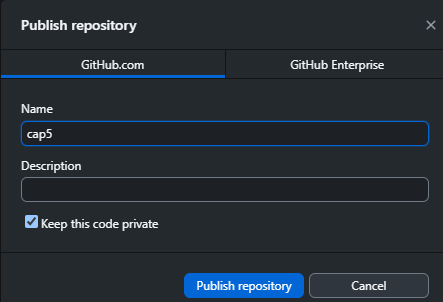 Publish repository
GitHub.com
GitHub Enterprise
Name
cap5
Description
Keep this code private
Publish repository
Cancel